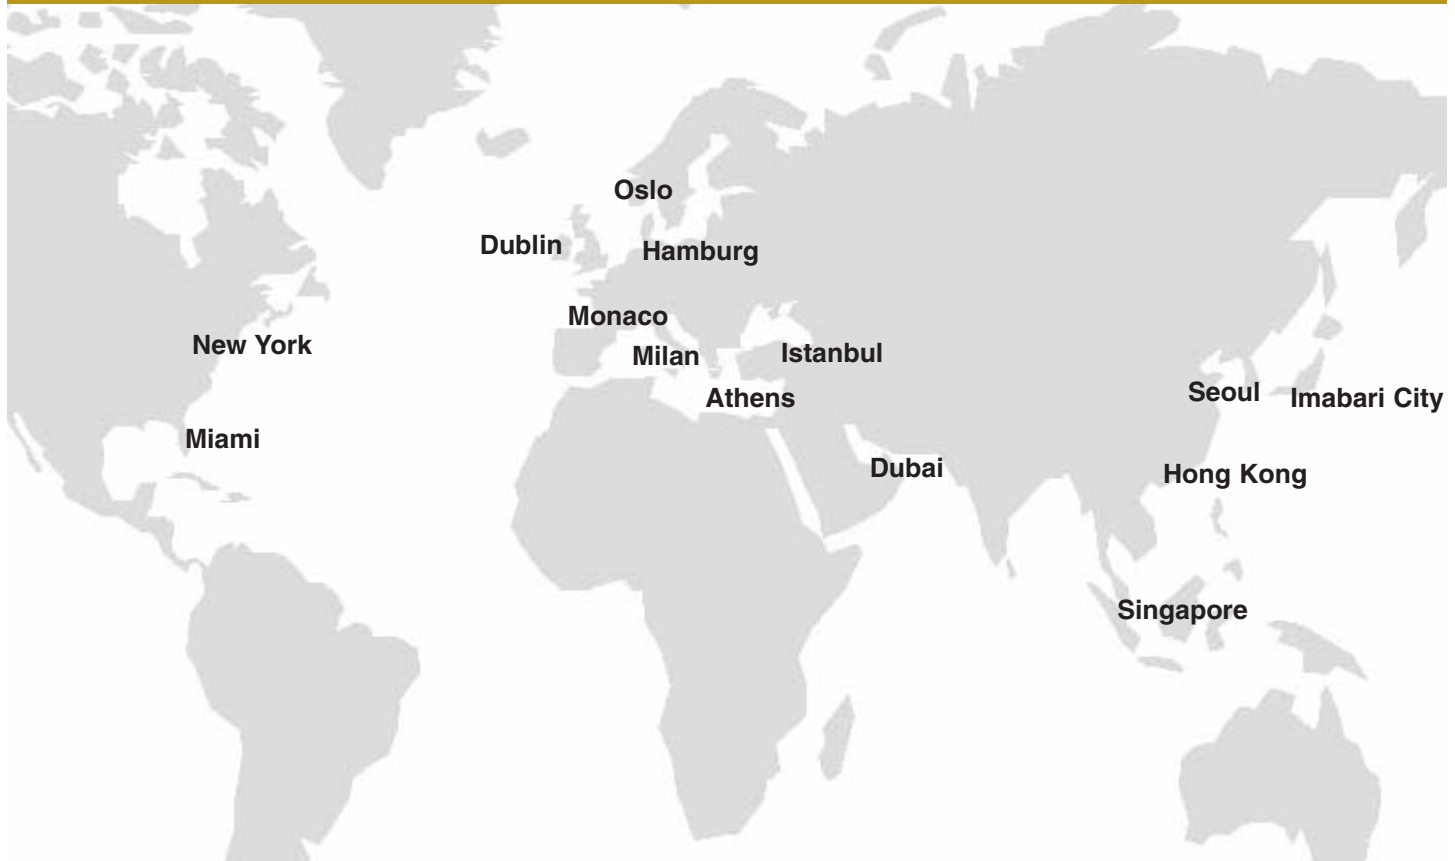 Oslo
Dublin
Hamburg
Monaco
New York
Milan
Istanbul
Athens
Seoul
Imabari City
Miami
Dubai
Hong Kong
Singapore